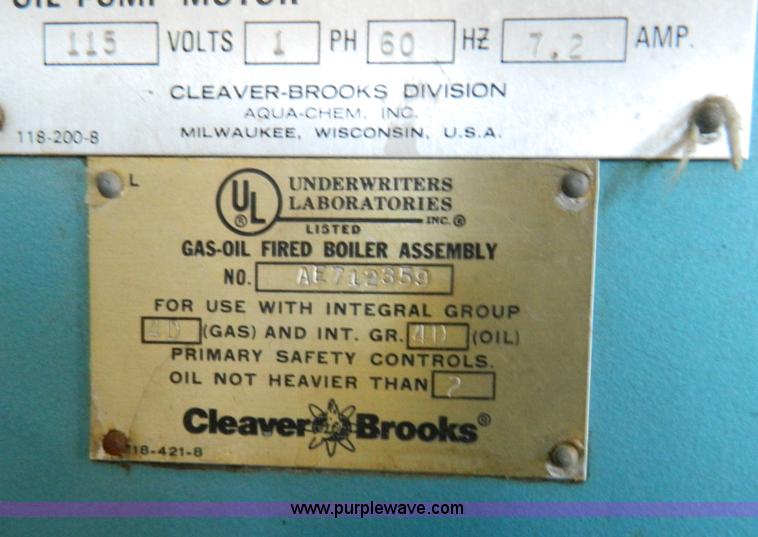 OIL PUMP MOTOR
115 VOLTS 1 PH 60 HZ 7.2 AMP.
CLEAVER-BROOKS DIVISION
AQUA-CHEM, INC.
118-200-8 MILWAUKEE, WISCONSIN, U.S.A.
L
UL ® UNDERWRITERS
LABORATORIES
INC.®
LISTED
GAS-OIL FIRED BOILER ASSEMBLY
NO. AE712859
FOR USE WITH INTEGRAL GROUP
4D (GAS) AND INT. GR. 4D (OIL)
PRIMARY SAFETY CONTROLS.
OIL NOT HEAVIER THAN 2
Cleaver Brooks®
118-421-8
www.purplewave.com